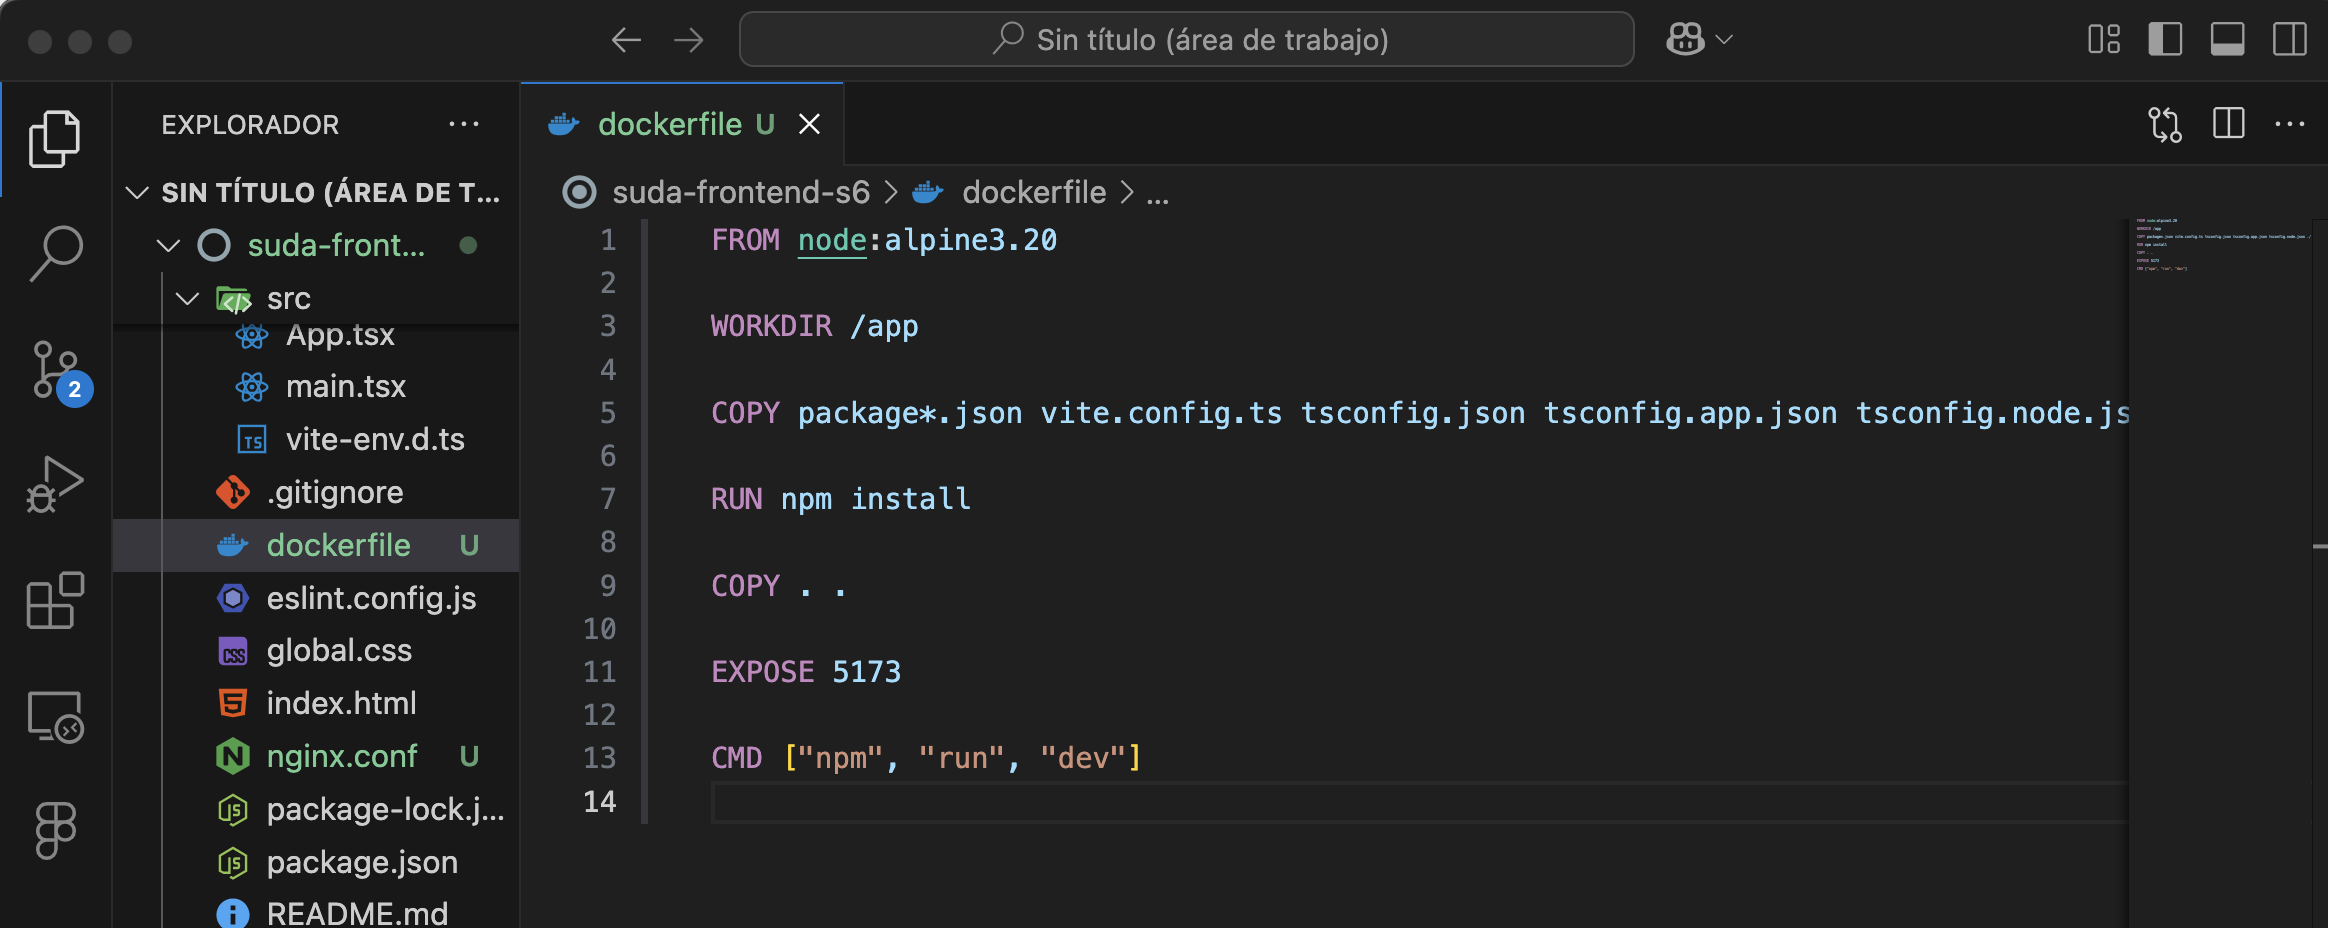 Sin título (área de trabajo)
EXPLORADOR
SIN TÍTULO (ÁREA DE T...
suda-front...
src
App.tsx
main.tsx
vite-env.d.ts
.gitignore
dockerfile U
eslint.config.js
global.css
index.html
nginx.conf U
package-lock.j...
package.json
README.md
2
dockerfile U
suda-frontend-s6 > dockerfile > ...
1 FROM node:alpine3.20
2
3 WORKDIR /app
4
5 COPY package*.json vite.config.ts tsconfig.json tsconfig.app.json tsconfig.node.js
6
7 RUN npm install
8
9 COPY . .
10
11 EXPOSE 5173
12
13 CMD ["npm", "run", "dev"]
14